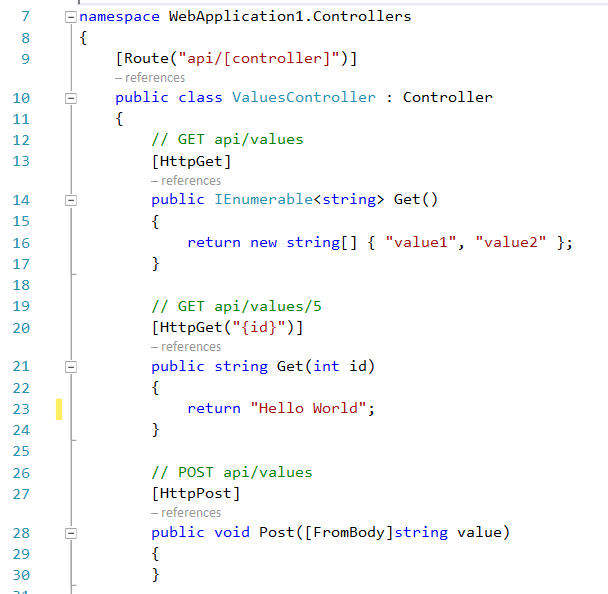 7 namespace WebApplication1.Controllers
8 {
9 [Route("api/[controller]")]
– references
10 public class ValuesController : Controller
11 {
12 // GET api/values
13 [HttpGet]
– references
14 public IEnumerable<string> Get()
15 {
16 return new string[] { "value1", "value2" };
17 }
18
19 // GET api/values/5
20 [HttpGet("{id}")]
– references
21 public string Get(int id)
22 {
23 return "Hello World";
24 }
25
26 // POST api/values
27 [HttpPost]
– references
28 public void Post([FromBody]string value)
29 {
30 }